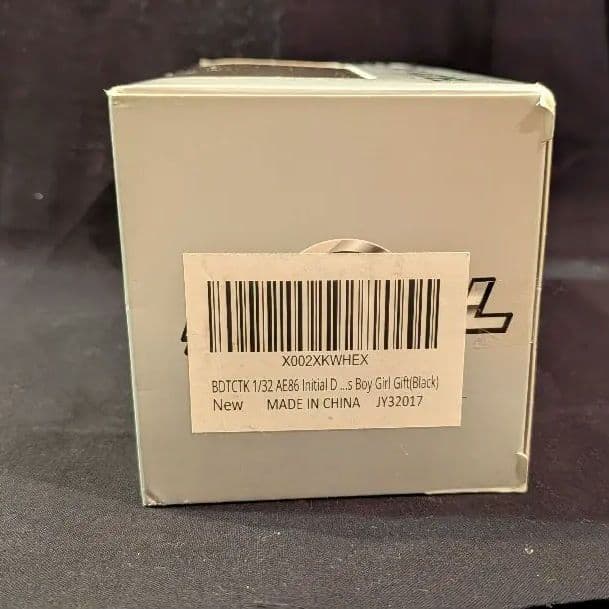 X002XKWHEX
BDTCTK 1/32 AE86 Initial D ...s Boy Girl Gift(Black)
New MADE IN CHINA JY32017